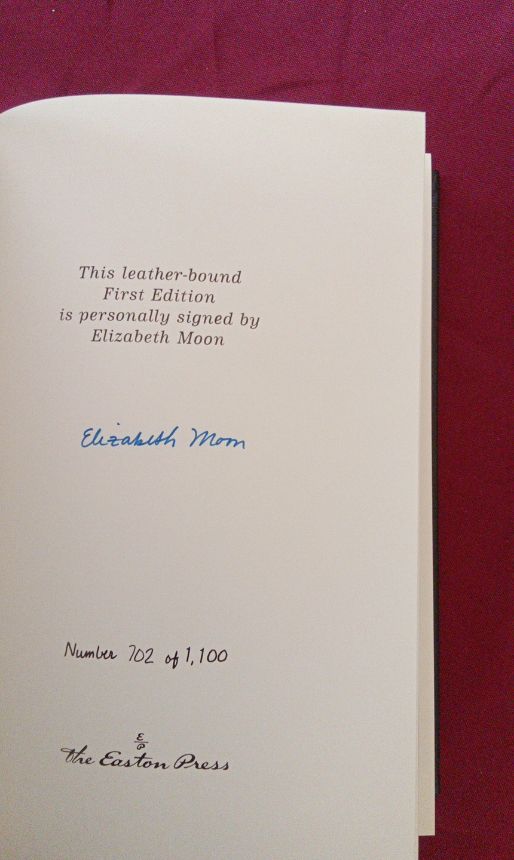 This leather-bound
First Edition
is personally signed by
Elizabeth Moon
Elizabeth Moon
Number 702 of 1,100
E
P
the Easton Press